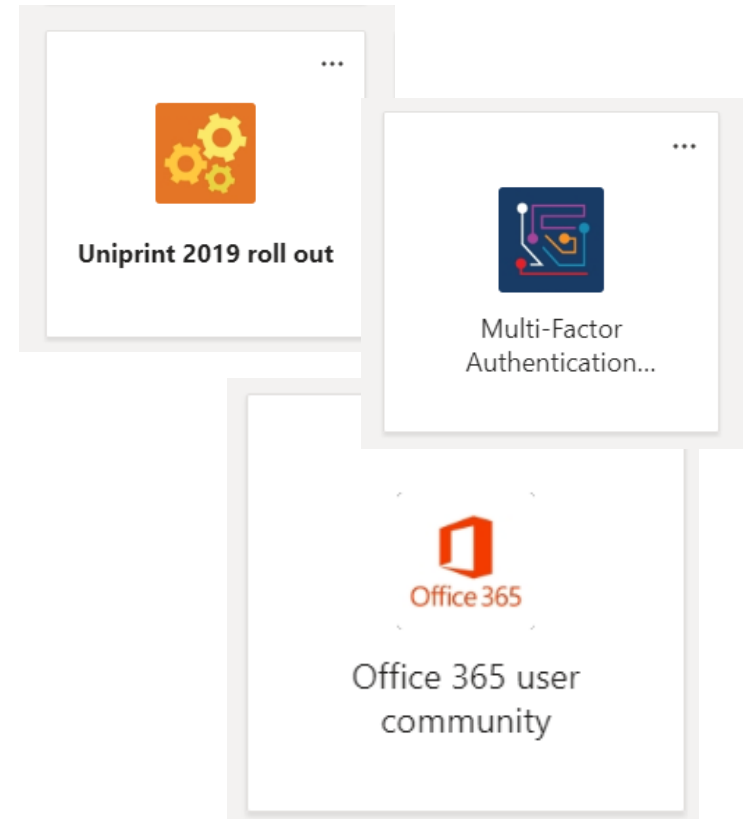 Uniprint 2019 roll out
Multi-Factor
Authentication...
Office 365
Office 365 user
community